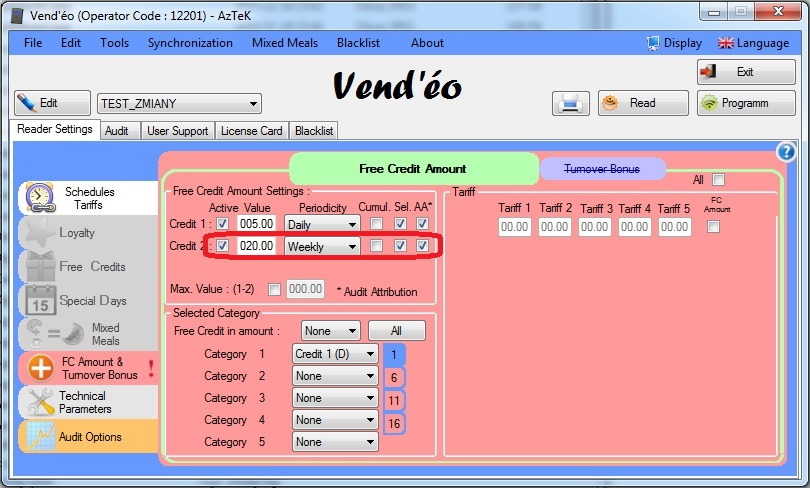 Vend'éo (Operator Code : 12201) - AzTeK
File Edit Tools Synchronization Mixed Meals Blacklist About Display Language
Vend'éo
Exit
Edit TEST_ZMIANY Read Programm
Reader Settings Audit User Support License Card Blacklist
?
Free Credit Amount Turnover Bonus
All
Schedules
Tariffs
Loyalty
Free Credits
15 Special Days
Mixed
Meals
FC Amount &
Turnover Bonus !
Technical
Parameters
Audit Options
Free Credit Amount Settings :
Active Value Periodicity Cumul. Sel. AA*
Credit 1 : 005.00 Daily
Credit 2 : 020.00 Weekly
Max. Value : (1-2) 000.00 * Audit Attribution
Selected Category
Free Credit in amount : None All
Category 1 Credit 1 (D) 1
Category 2 None 6
Category 3 None 11
Category 4 None 16
Category 5 None
Tariff
Tariff 1 Tariff 2 Tariff 3 Tariff 4 Tariff 5 FC
Amount
00.00 00.00 00.00 00.00 00.00